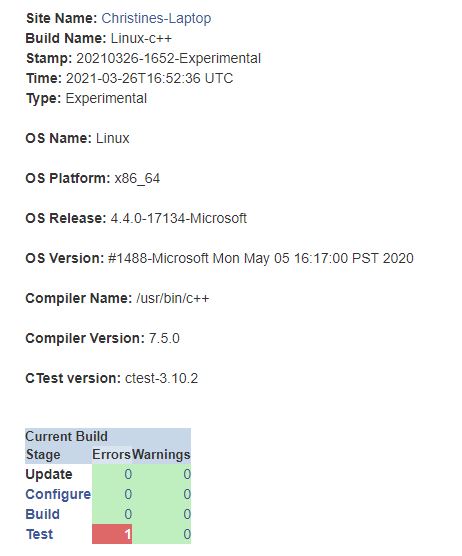 Site Name: Christines-Laptop
Build Name: Linux-c++
Stamp: 20210326-1652-Experimental
Time: 2021-03-26T16:52:36 UTC
Type: Experimental
OS Name: Linux
OS Platform: x86_64
OS Release: 4.4.0-17134-Microsoft
OS Version: #1488-Microsoft Mon May 05 16:17:00 PST 2020
Compiler Name: /usr/bin/c++
Compiler Version: 7.5.0
CTest version: ctest-3.10.2
Current Build
Stage Errors Warnings
Update 0 0
Configure 0 0
Build 0 0
Test 1 0